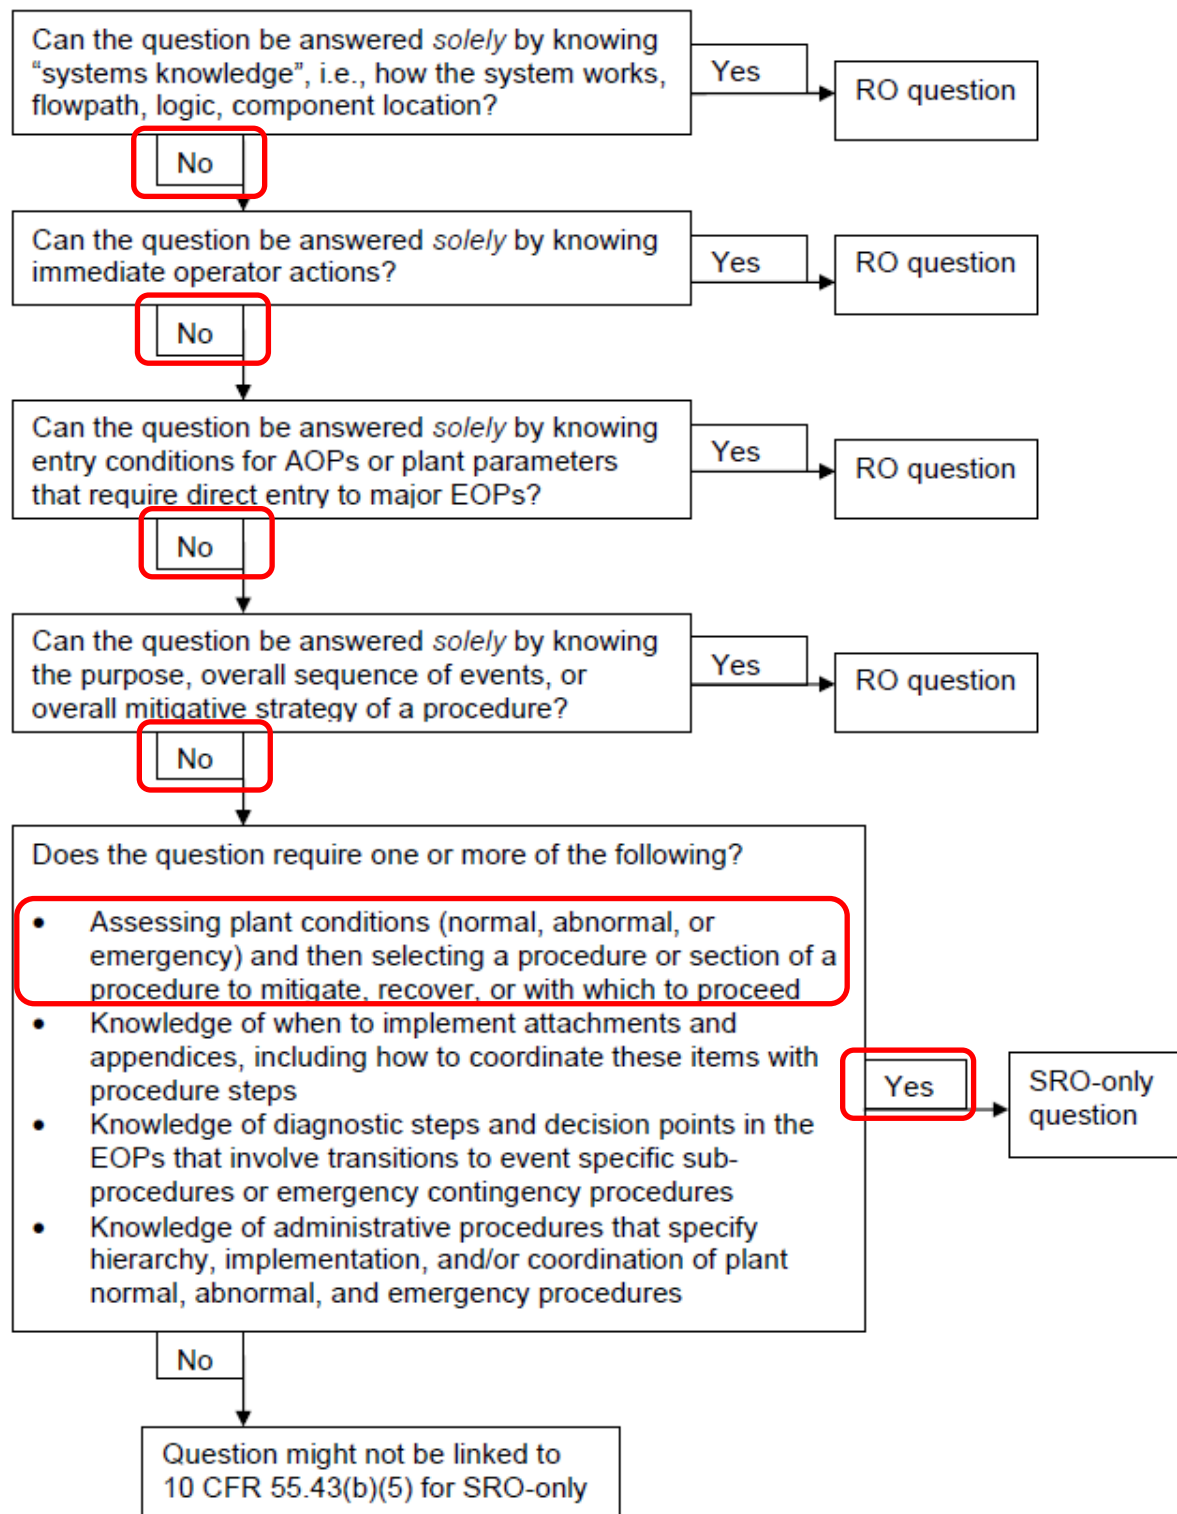 Can the question be answered solely by knowing
“systems knowledge”, i.e., how the system works,
flowpath, logic, component location?
Yes
RO question
No
Can the question be answered solely by knowing
immediate operator actions?
Yes
RO question
No
Can the question be answered solely by knowing
entry conditions for AOPs or plant parameters
that require direct entry to major EOPs?
Yes
RO question
No
Can the question be answered solely by knowing
the purpose, overall sequence of events, or
overall mitigative strategy of a procedure?
Yes
RO question
No
Does the question require one or more of the following?
• Assessing plant conditions (normal, abnormal, or
emergency) and then selecting a procedure or section of a
procedure to mitigate, recover, or with which to proceed
• Knowledge of when to implement attachments and
appendices, including how to coordinate these items with
procedure steps
• Knowledge of diagnostic steps and decision points in the
EOPs that involve transitions to event specific sub-
procedures or emergency contingency procedures
• Knowledge of administrative procedures that specify
hierarchy, implementation, and/or coordination of plant
normal, abnormal, and emergency procedures
Yes
SRO-only
question
No
Question might not be linked to
10 CFR 55.43(b)(5) for SRO-only